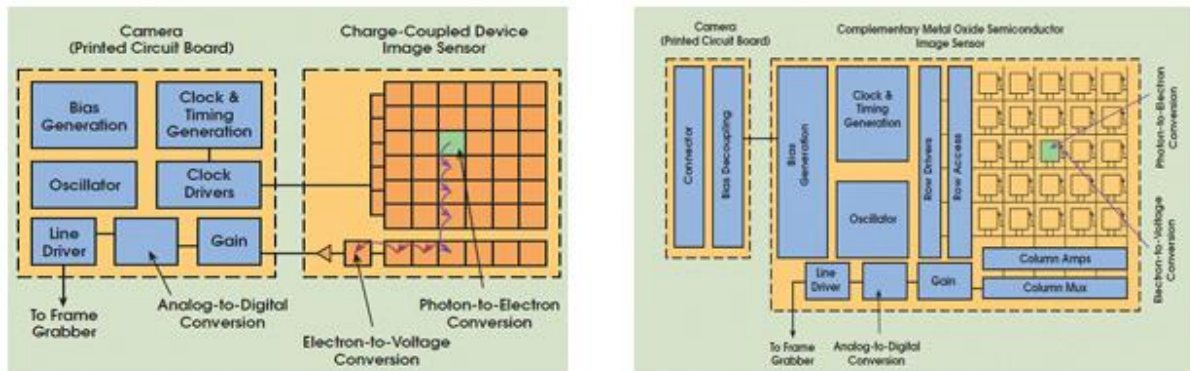 Camera
(Printed Circuit Board)
Charge-Coupled Device
Image Sensor
Bias
Generation
Clock &
Timing
Generation
Oscillator
Clock
Drivers
Line
Driver
Gain
To Frame
Grabber
Analog-to-Digital
Conversion
Photon-to-Electron
Conversion
Electron-to-Voltage
Conversion
Camera
(Printed Circuit Board)
Complementary Metal Oxide Semiconductor
Image Sensor
Connector
Bias Decoupling
Bias
Generation
Clock &
Timing
Generation
Oscillator
Row Drivers
Row Access
Line
Driver
Gain
Column Amps
Column Mux
To Frame
Grabber
Analog-to-Digital
Conversion
Photon-to-Electron
Conversion
Electron-to-Voltage
Conversion